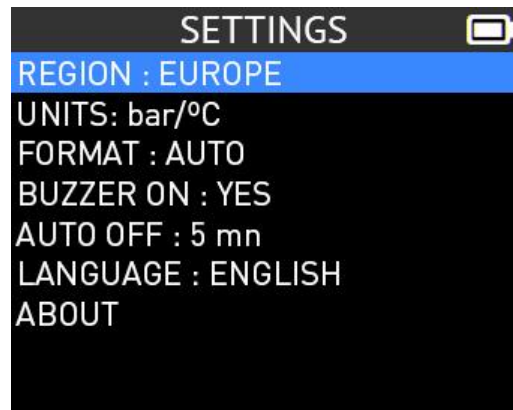 SETTINGS
REGION : EUROPE
UNITS: bar/ºC
FORMAT : AUTO
BUZZER ON : YES
AUTO OFF : 5 mn
LANGUAGE : ENGLISH
ABOUT